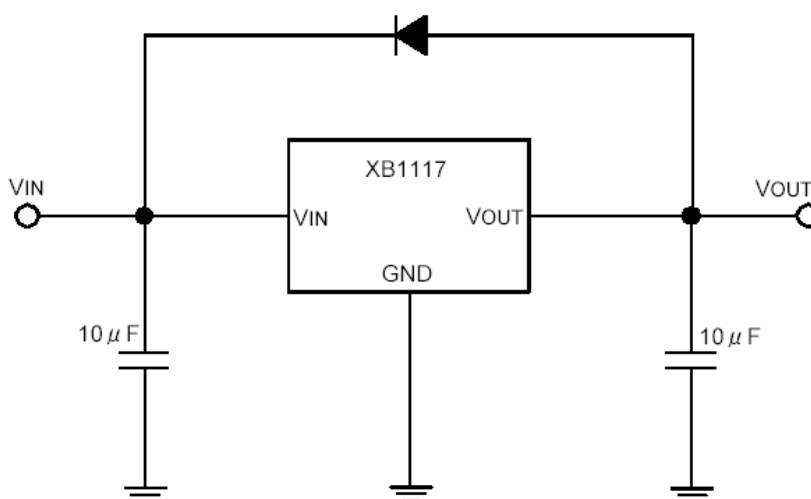 XB1117
VIN
VOUT
VIN
VOUT
GND
10μF
10μF